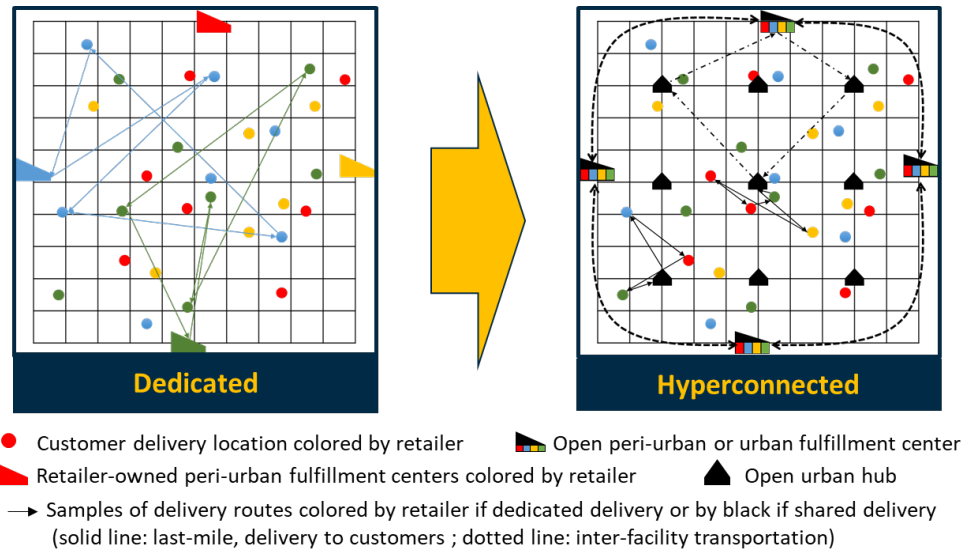 Dedicated
Hyperconnected
Customer delivery location colored by retailer
Open peri-urban or urban fulfillment center
Retailer-owned peri-urban fulfillment centers colored by retailer
Open urban hub
Samples of delivery routes colored by retailer if dedicated delivery or by black if shared delivery
(solid line: last-mile, delivery to customers ; dotted line: inter-facility transportation)